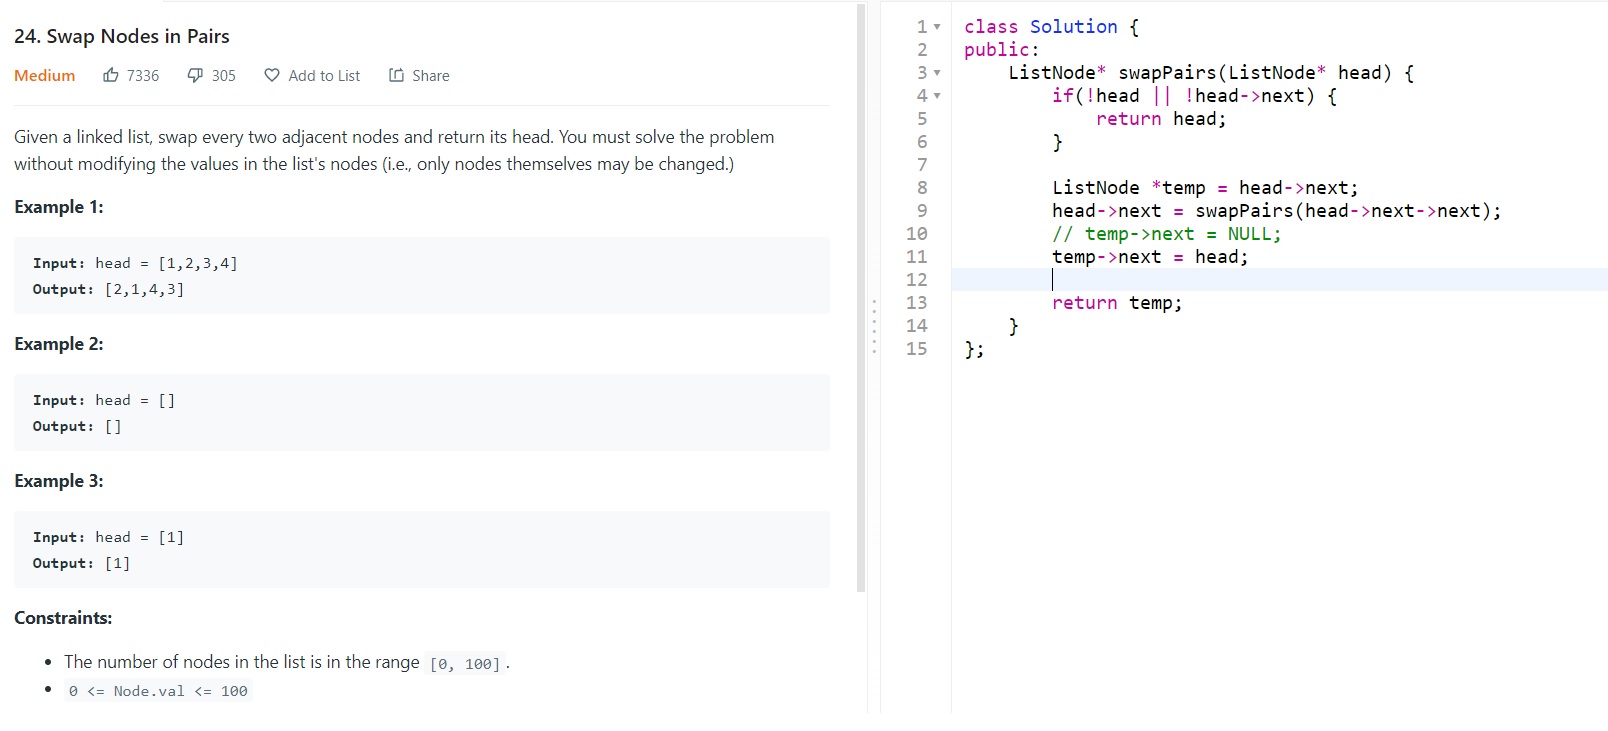 24. Swap Nodes in Pairs
Medium 7336 305 Add to List Share
Given a linked list, swap every two adjacent nodes and return its head. You must solve the problem
without modifying the values in the list's nodes (i.e., only nodes themselves may be changed.)
Example 1:
Input: head = [1,2,3,4]
Output: [2,1,4,3]
Example 2:
Input: head = []
Output: []
Example 3:
Input: head = [1]
Output: [1]
Constraints:
• The number of nodes in the list is in the range [0, 100].
• 0 <= Node.val <= 100
1 class Solution {
2 public:
3     ListNode* swapPairs(ListNode* head) {
4         if(!head || !head->next) {
5             return head;
6         }
7
8         ListNode *temp = head->next;
9         head->next = swapPairs(head->next->next);
10         // temp->next = NULL;
11         temp->next = head;
12
13         return temp;
14     }
15 };